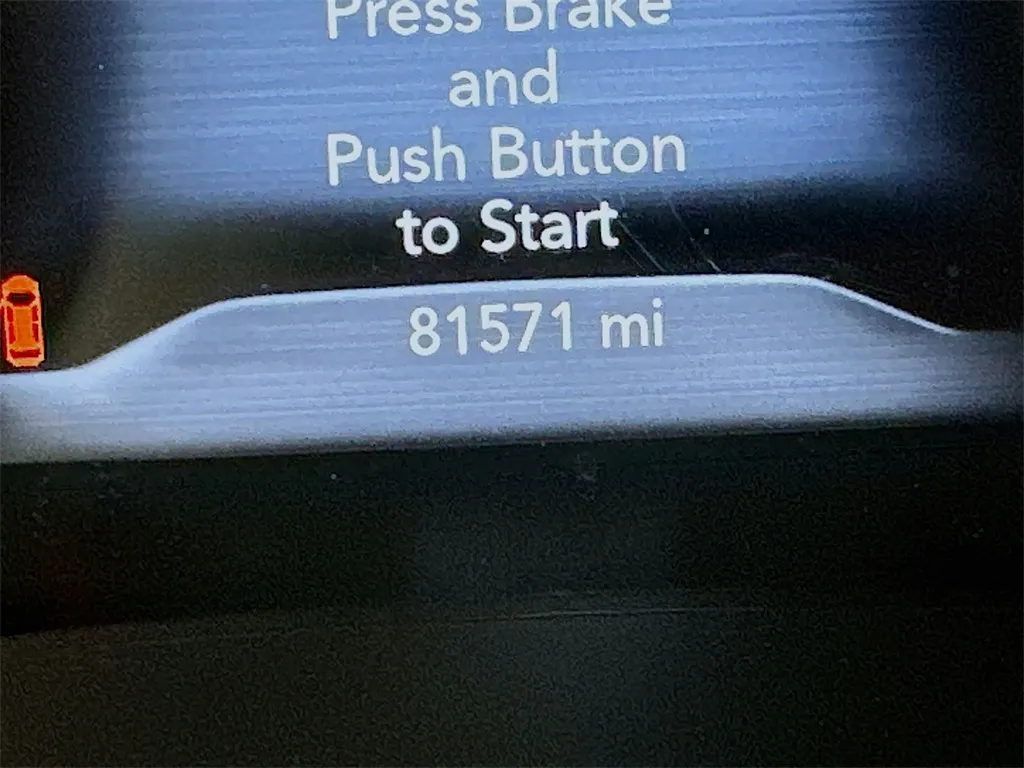 Press Brake
and
Push Button
to Start
81571 mi